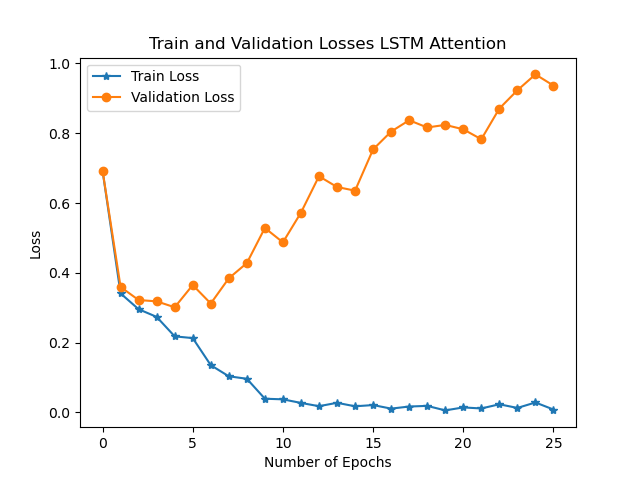 Train and Validation Losses LSTM Attention
Train Loss
Validation Loss
1.0
0.8
0.6
0.4
0.2
0.0
Loss
0 5 10 15 20 25
Number of Epochs